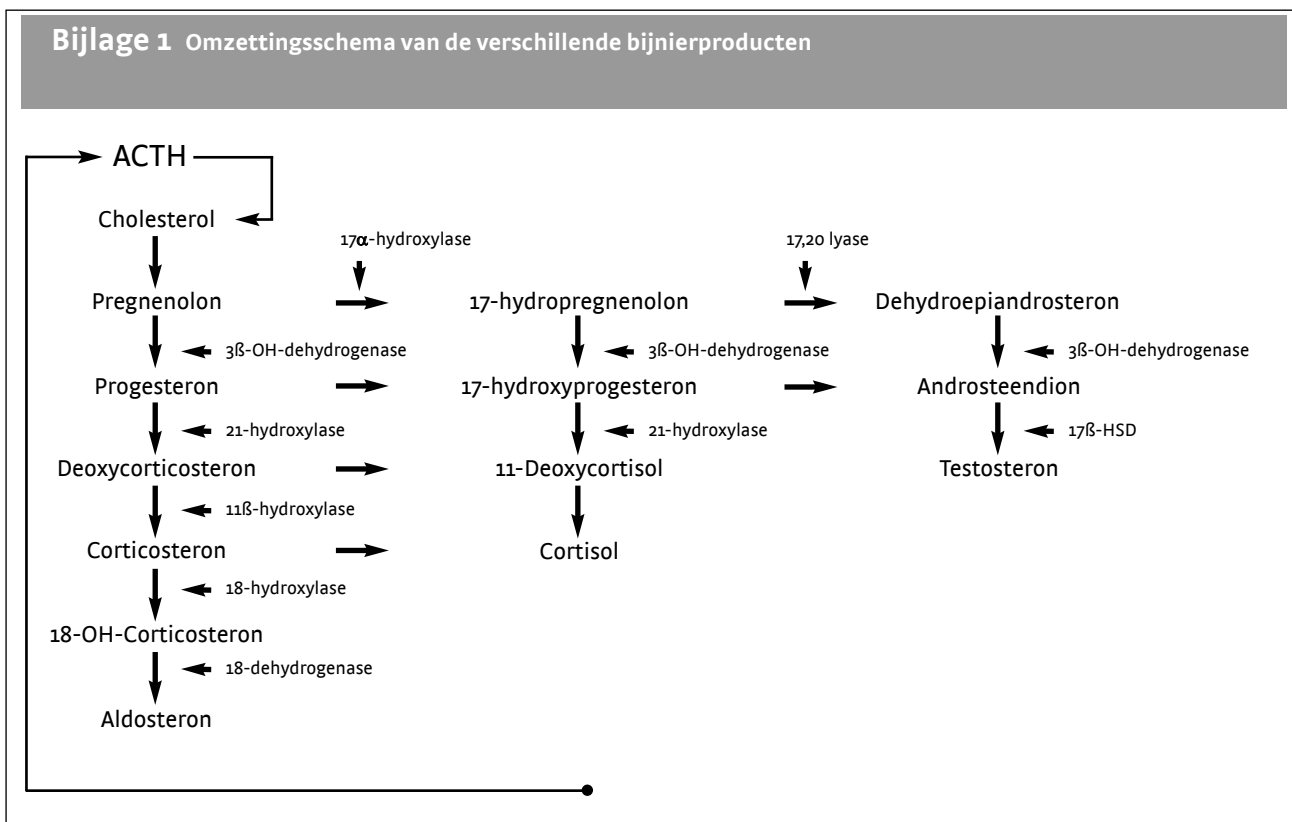 Bijlage 1 Omzettingsschema van de verschillende bijnierproducten
ACTH
Cholesterol
17α-hydroxylase
17,20 lyase
Pregnenolon
17-hydropregnenolon
Dehydroepiandrosteron
3ß-OH-dehydrogenase
3ß-OH-dehydrogenase
3ß-OH-dehydrogenase
Progesteron
17-hydroxyprogesteron
Androsteendion
21-hydroxylase
21-hydroxylase
17ß-HSD
Deoxycorticosteron
11-Deoxycortisol
Testosteron
11ß-hydroxylase
Corticosteron
Cortisol
18-hydroxylase
18-OH-Corticosteron
18-dehydrogenase
Aldosteron